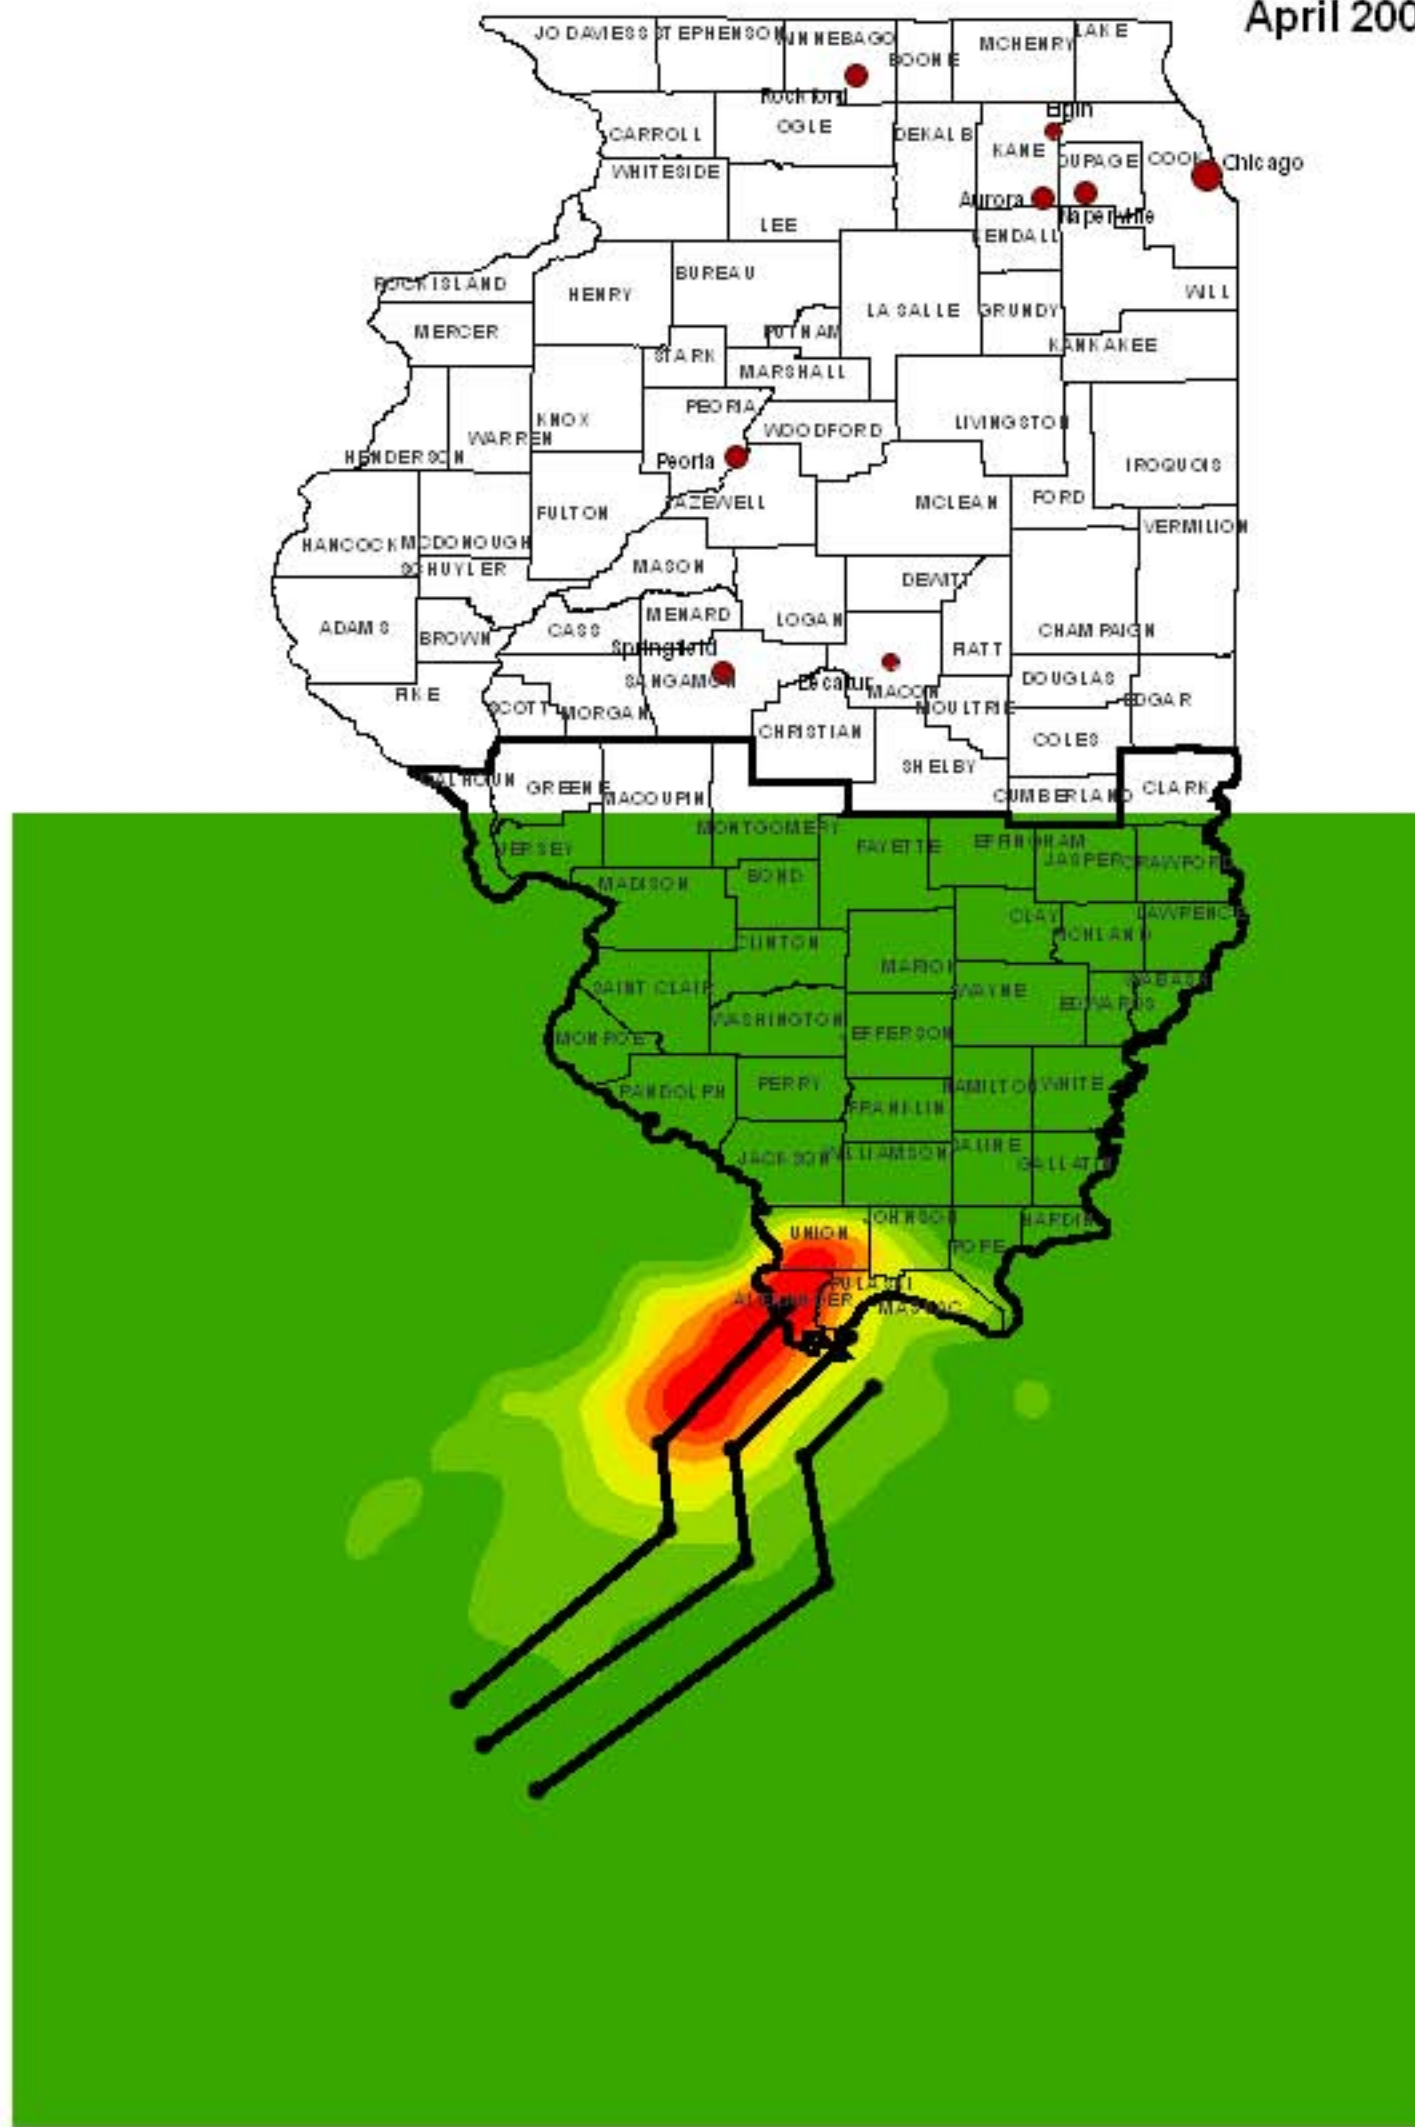 April 200
JO DAVIESS
STEPHENSON
WINNEBAGO
BOONE
MCHENRY
LAKE
Rockford
Elgin
CARROLL
OGLE
DEKALB
KANE
DUPAGE
COOK
Chicago
WHITESIDE
Aurora
Naperville
LEE
KENDALL
ROCK ISLAND
HENRY
BUREAU
WILL
LA SALLE
GRUNDY
MERCER
PUTNAM
KANKAKEE
STARK
MARSHALL
PEORIA
KNOX
WARREN
WOODFORD
LIVINGSTON
HENDERSON
Peoria
IROQUOIS
TAZEWELL
MCLEAN
FORD
FULTON
VERMILION
HANCOCK
MCDONOUGH
SCHUYLER
MASON
DEWITT
MENARD
LOGAN
ADAMS
BROWN
CASS
CHAMPAIGN
Springfield
PIATT
SANGAMON
Decatur
MACON
DOUGLAS
EDGAR
PIKE
SCOTT
MORGAN
MOULTRIE
CHRISTIAN
COLES
SHELBY
CALHOUN
GREENE
MACOUPIN
CUMBERLAND
CLARK
MONTGOMERY
JERSEY
FAYETTE
EFFINGHAM
JASPER
CRAWFORD
MADISON
BOND
CLAY
LAWRENCE
RICHLAND
CLINTON
MARION
SAINT CLAIR
WAYNE
WABASH
EDWARDS
WASHINGTON
JEFFERSON
MONROE
RANDOLPH
PERRY
HAMILTON
WHITE
FRANKLIN
JACKSON
WILLIAMSON
SALINE
GALLATIN
UNION
JOHNSON
HARDIN
POPE
PULASKI
ALEXANDER
MASSAC